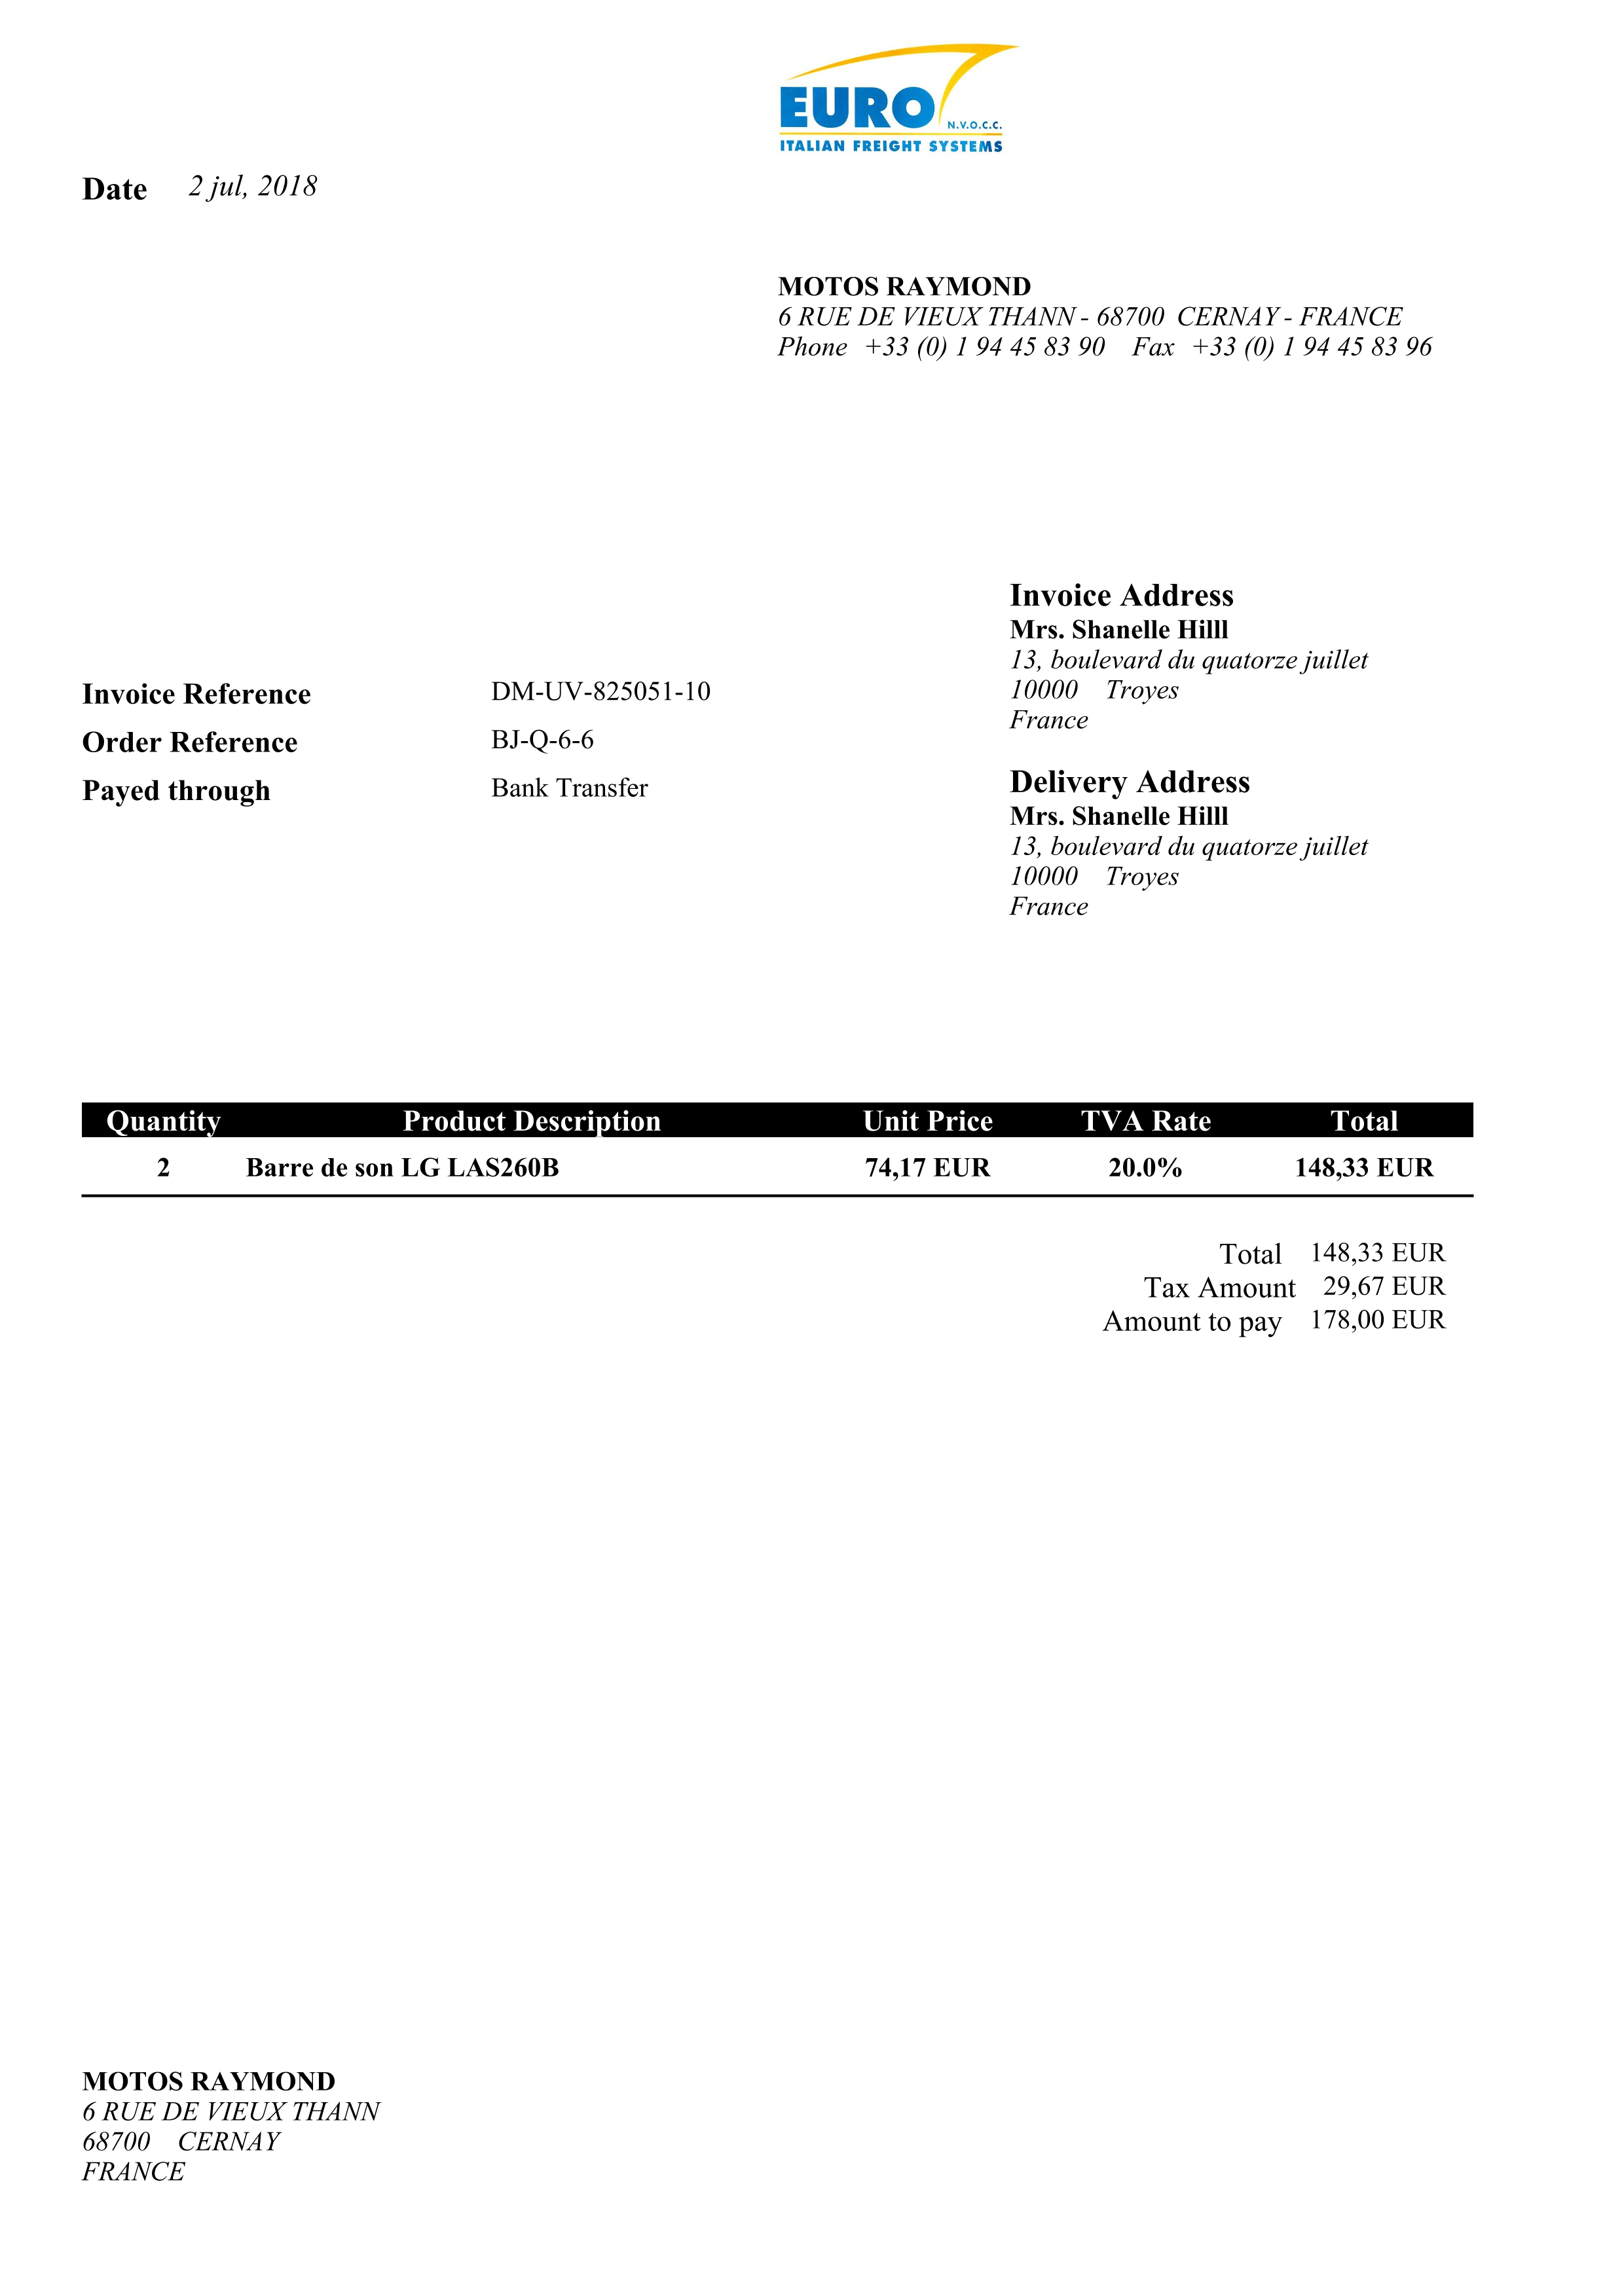 EURO N.V.O.C.C.
ITALIAN FREIGHT SYSTEMS
Date 2 jul, 2018
MOTOS RAYMOND
6 RUE DE VIEUX THANN - 68700 CERNAY - FRANCE
Phone +33 (0) 1 94 45 83 90 Fax +33 (0) 1 94 45 83 96
Invoice Address
Mrs. Shanelle Hilll
13, boulevard du quatorze juillet
10000 Troyes
France
Invoice Reference DM-UV-825051-10
Order Reference BJ-Q-6-6
Payed through Bank Transfer
Delivery Address
Mrs. Shanelle Hilll
13, boulevard du quatorze juillet
10000 Troyes
France
Quantity Product Description Unit Price TVA Rate Total
2 Barre de son LG LAS260B 74,17 EUR 20.0% 148,33 EUR
Total 148,33 EUR
Tax Amount 29,67 EUR
Amount to pay 178,00 EUR
MOTOS RAYMOND
6 RUE DE VIEUX THANN
68700 CERNAY
FRANCE